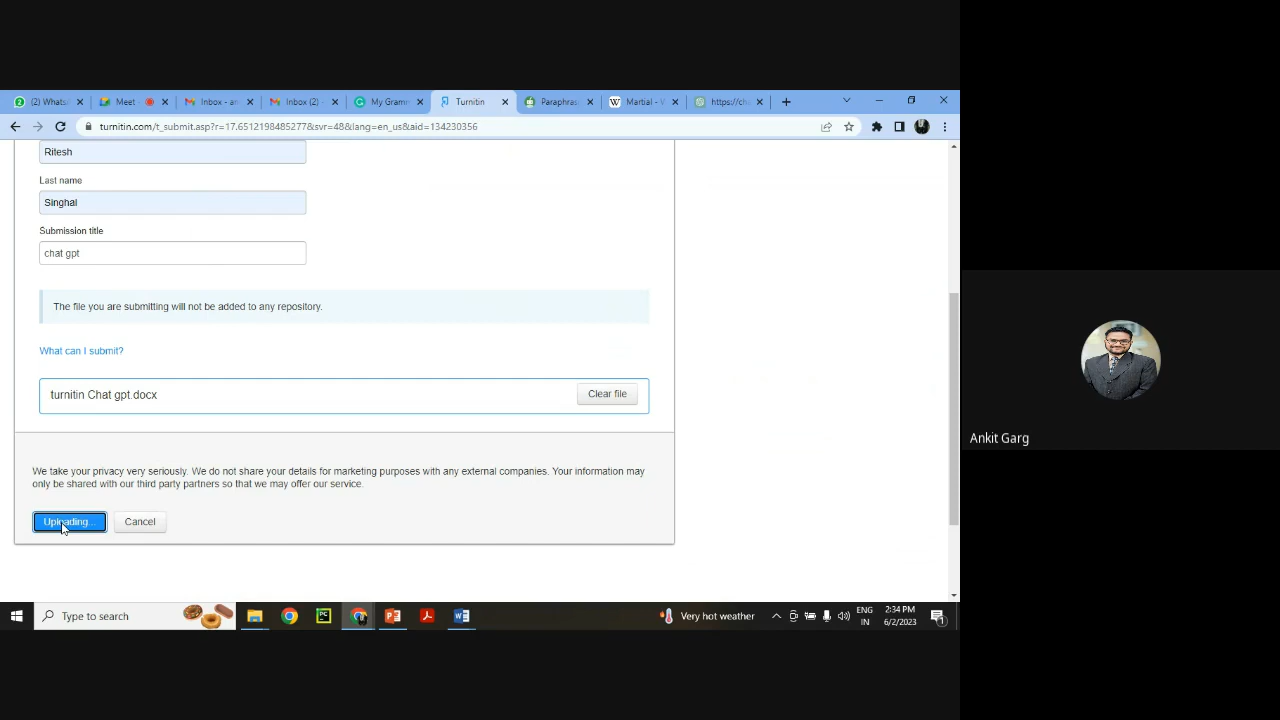 (2) Whats
Meet
Inbox - an
Inbox (2) -
My Gramm
Turnitin
Paraphras
Martial - W
https://cha
turnitin.com/t_submit.asp?r=17.6512198485277&svr=48&lang=en_us&aid=134230356
Ritesh
Last name
Singhal
Submission title
chat gpt
The file you are submitting will not be added to any repository.
What can I submit?
turnitin Chat gpt.docx
Clear file
Ankit Garg
We take your privacy very seriously. We do not share your details for marketing purposes with any external companies. Your information may
only be shared with our third party partners so that we may offer our service.
Uploading...
Cancel
Type to search
Very hot weather
ENG
IN
2:34 PM
6/2/2023
1